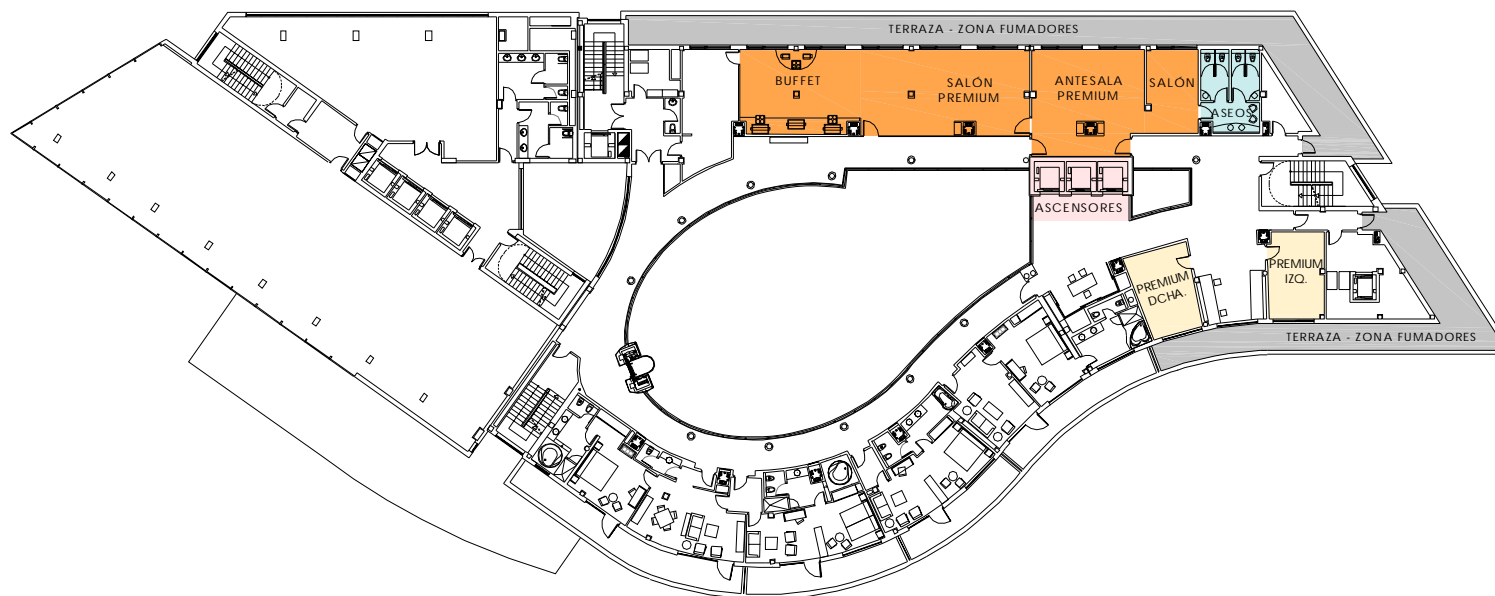 TERRAZA - ZONA FUMADORES
BUFFET
SALÓN
PREMIUM
ANTESALA
PREMIUM
SALÓN
ASEOS
ASCENSORES
PREMIUM
DCHA.
PREMIUM
IZQ.
TERRAZA - ZONA FUMADORES